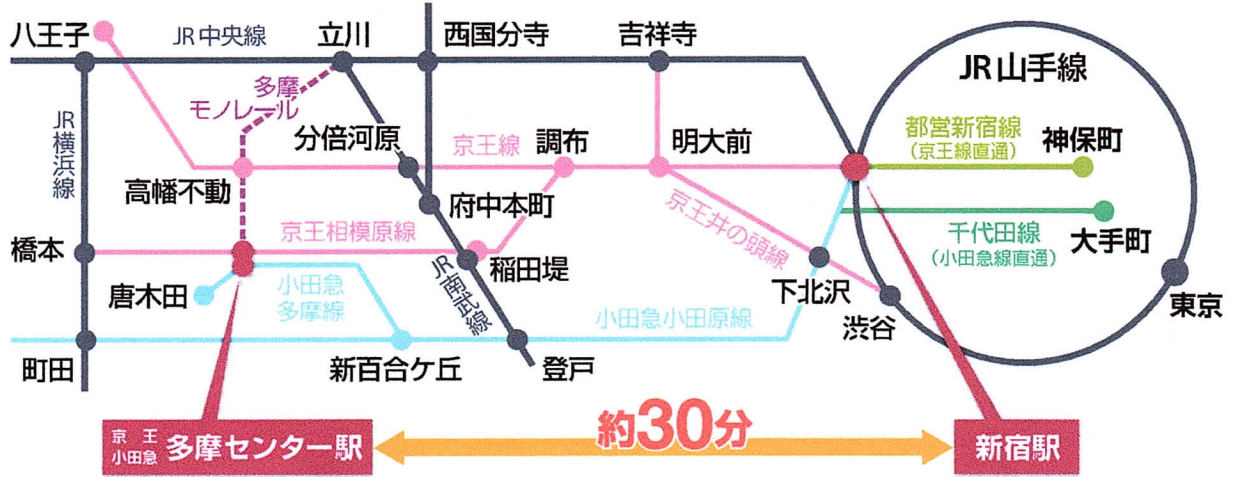 八王子
JR中央線
立川
西国分寺
吉祥寺
JR山手線
多摩
モノレール
JR横浜線
分倍河原
京王線
調布
明大前
都営新宿線
(京王線直通)
神保町
高幡不動
府中本町
京王井の頭線
橋本
京王相模原線
稲田堤
千代田線
(小田急線直通)
大手町
唐木田
小田急
多摩線
JR南武線
小田急小田原線
下北沢
渋谷
東京
町田
新百合ケ丘
登戸
京王
小田急
多摩センター駅
約30分
新宿駅